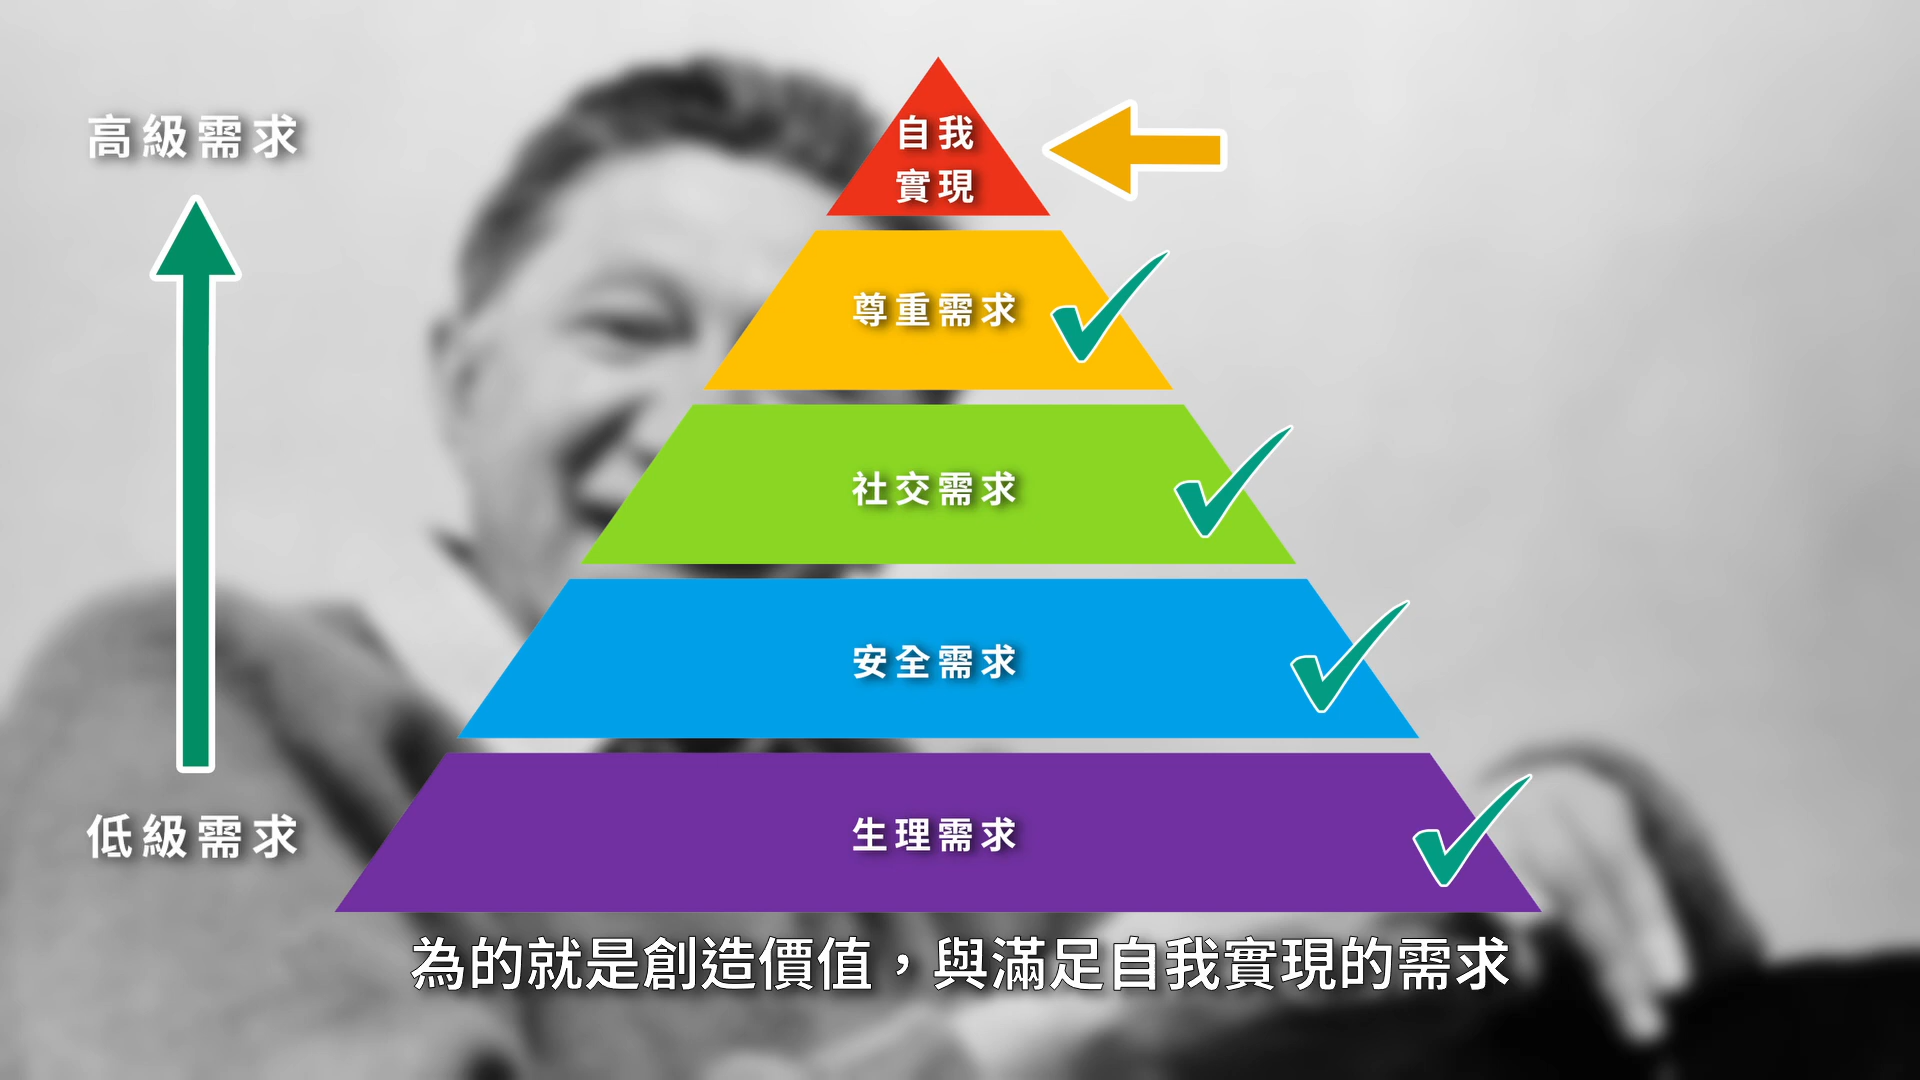 高級需求
自我
實現
尊重需求
社交需求
安全需求
生理需求
低級需求
為的就是創造價值，與滿足自我實現的需求